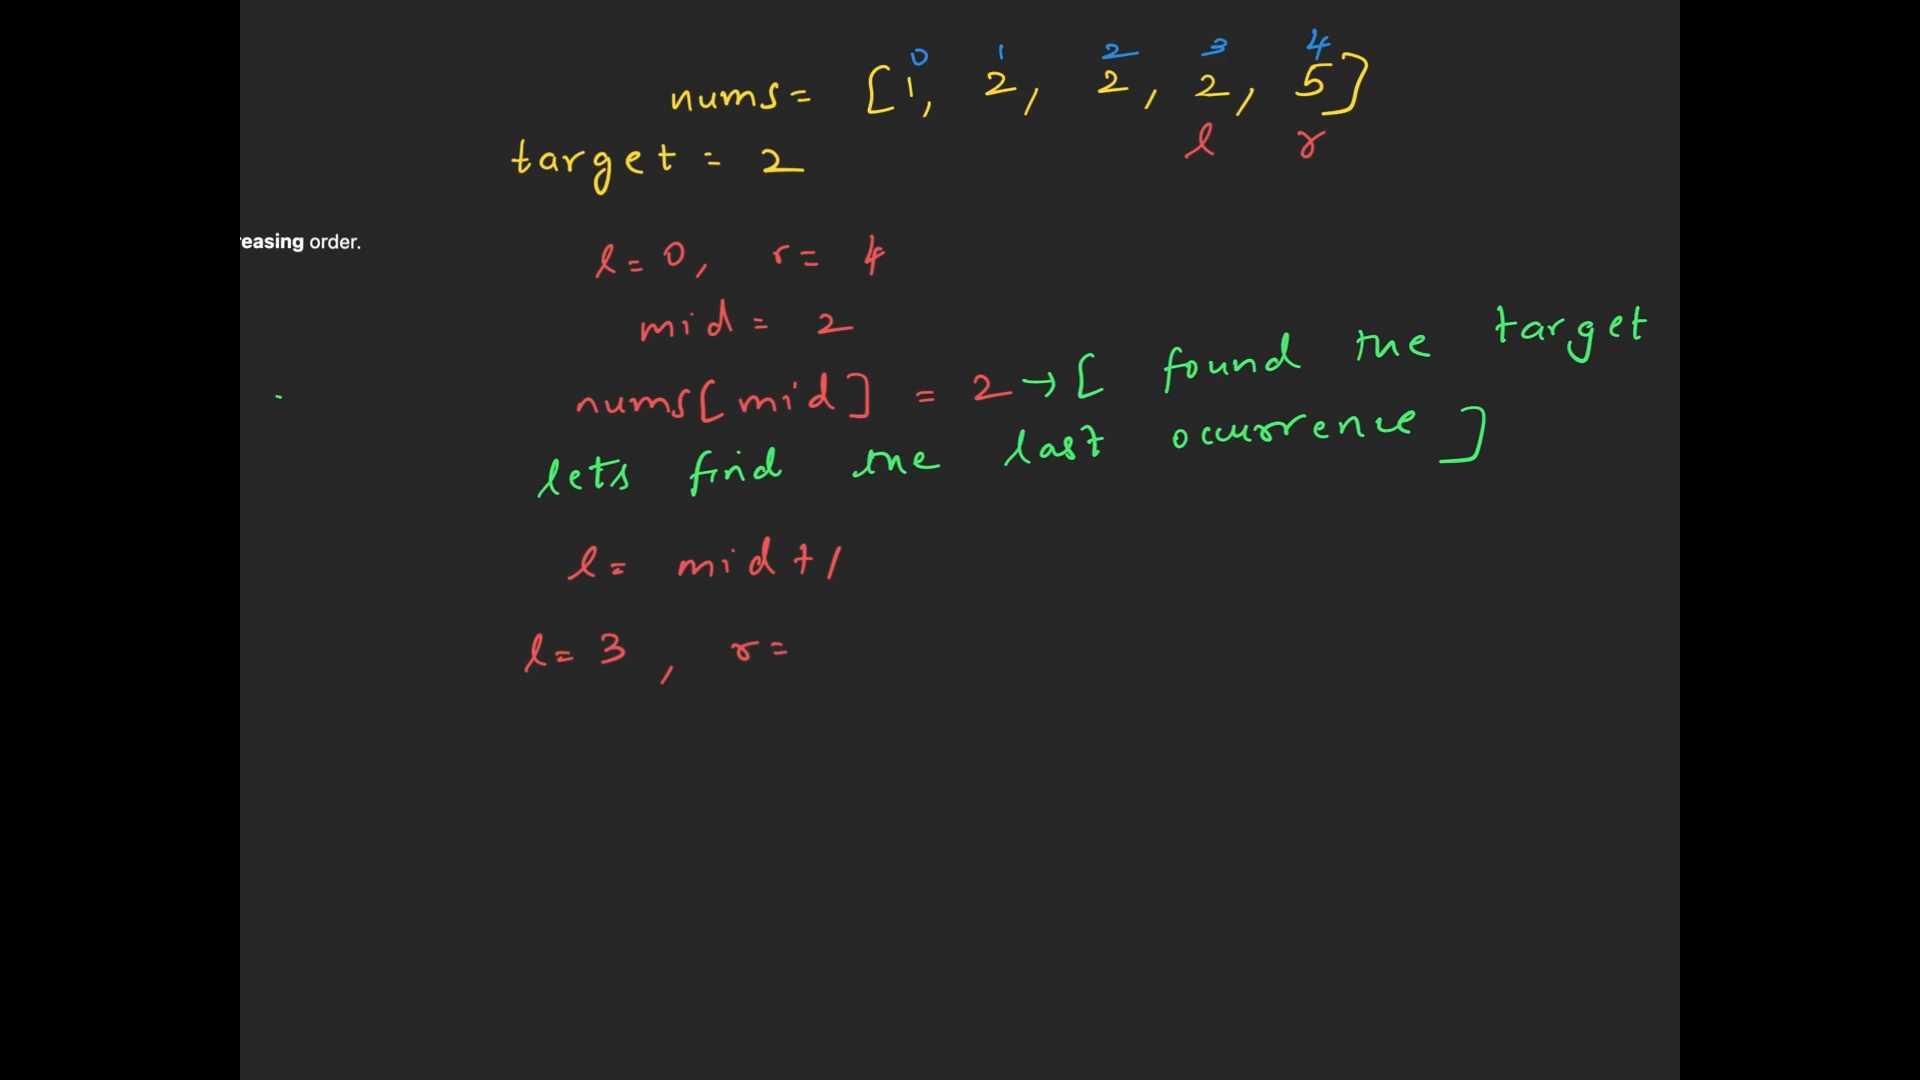 0 1 2 3 4
nums = [1, 2, 2, 2, 5]
l r
target = 2
reasing order.
l = 0, r = 4
mid = 2
nums[mid] = 2 → [ found the target
lets find the last occurrence ]
l = mid + 1
l = 3, r =